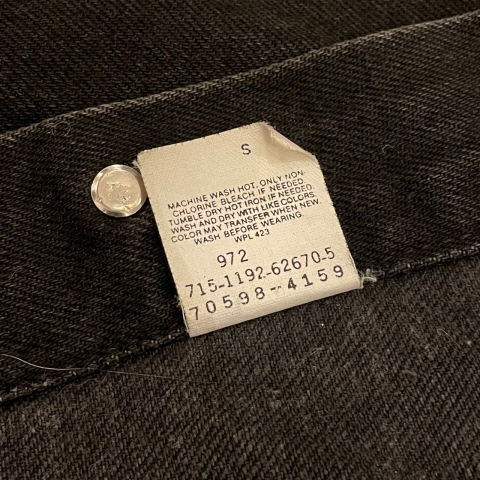 S
MACHINE WASH HOT. ONLY NON-
CHLORINE BLEACH IF NEEDED.
TUMBLE DRY HOT IRON IF NEEDED.
WASH AND DRY WITH LIKE COLORS.
COLOR MAY TRANSFER WHEN NEW.
WASH BEFORE WEARING.
WPL 423
972
715-1192-62670-5
70598-4159